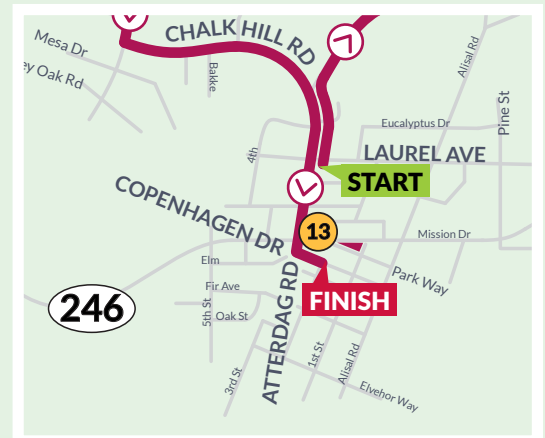 CHALK HILL RD
Mesa Dr
ey Oak Rd
Bakke
Alisal Rd
Pine St
Eucalyptus Dr
LAUREL AVE
4th
START
COPENHAGEN DR
13
Mission Dr
Elm
Park Way
Fir Ave
FINISH
246
5th St
Oak St
ATTERDAG RD
1st St
3rd St
Alisal Rd
Elvehor Way